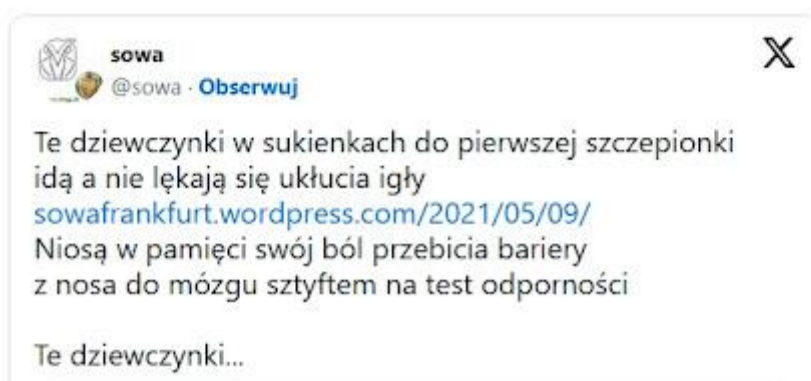 sowa
@sowa · Obserwuj
Te dziewczynki w sukienkach do pierwszej szczepionki
idą a nie lękają się ukłucia igły
sowafrankfurt.wordpress.com/2021/05/09/
Niosą w pamięci swój ból przebicia bariery
z nosa do mózgu sztyftem na test odporności
Te dziewczynki...